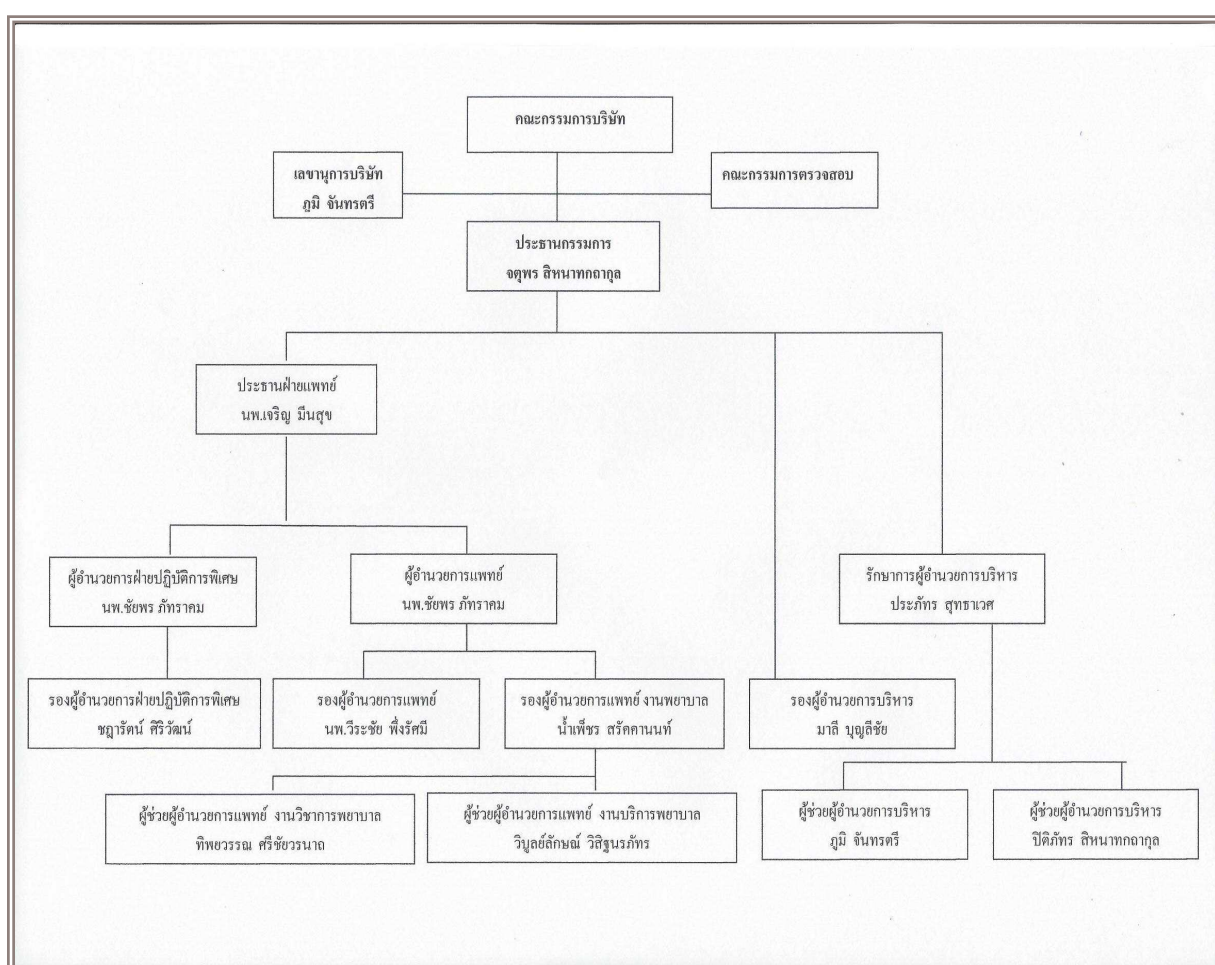 คณะกรรมการบริษัท
เลขานุการบริษัท
ภูมิ จันทรตรี
คณะกรรมการตรวจสอบ
ประธานกรรมการ
จตุพร สิหนาทกถากุล
ประธานฝ่ายแพทย์
นพ.เจริญ มีนสุข
ผู้อำนวยการฝ่ายปฏิบัติการพิเศษ
นพ.ชัยพร ภัทราคม
ผู้อำนวยการแพทย์
นพ.ชัยพร ภัทราคม
รักษาการผู้อำนวยการบริหาร
ประภัทร สุทธาเวศ
รองผู้อำนวยการฝ่ายปฏิบัติการพิเศษ
ชฎารัตน์ ศิริวัฒน์
รองผู้อำนวยการแพทย์
นพ.วีระชัย พึ่งรัศมี
รองผู้อำนวยการแพทย์ งานพยาบาล
น้ำเพ็ชร สรัคคานนท์
รองผู้อำนวยการบริหาร
มาลี บุญลีชัย
ผู้ช่วยผู้อำนวยการแพทย์ งานวิชาการพยาบาล
ทิพยวรรณ ศรีชัยวรนาถ
ผู้ช่วยผู้อำนวยการแพทย์ งานบริการพยาบาล
วิบูลย์ลักษณ์ วิสิฐนรภัทร
ผู้ช่วยผู้อำนวยการบริหาร
ภูมิ จันทรตรี
ผู้ช่วยผู้อำนวยการบริหาร
ปิติภัทร สิหนาทกถากุล